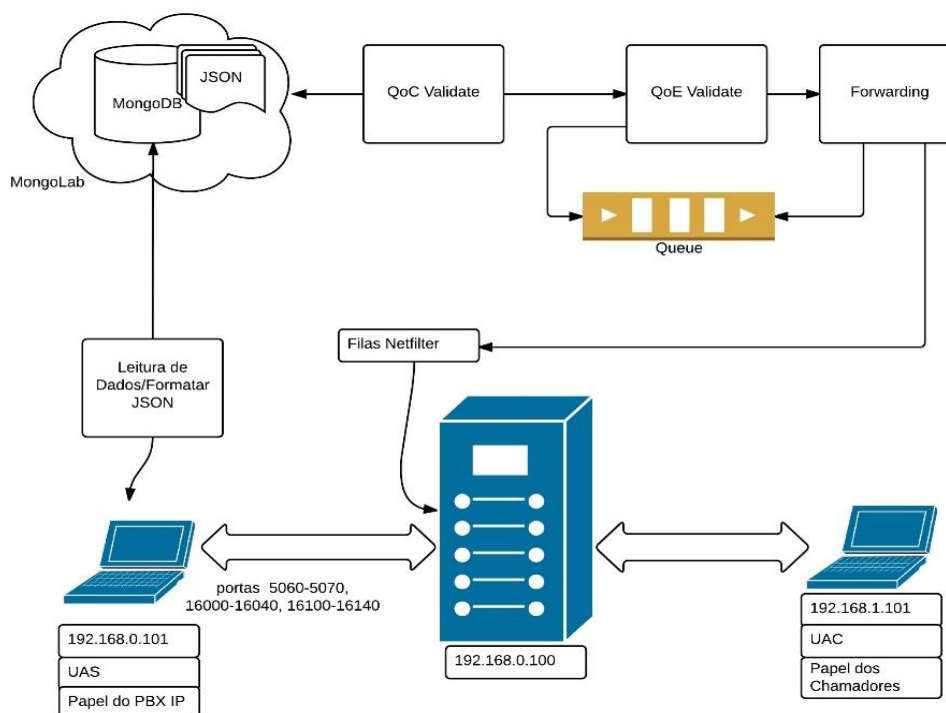 JSON
MongoDB
MongoLab
QoC Validate
QoE Validate
Forwarding
Queue
Filas Netfilter
Leitura de
Dados/Formatar
JSON
portas 5060-5070,
16000-16040, 16100-16140
192.168.0.101
UAS
Papel do PBX IP
192.168.0.100
192.168.1.101
UAC
Papel dos
Chamadores